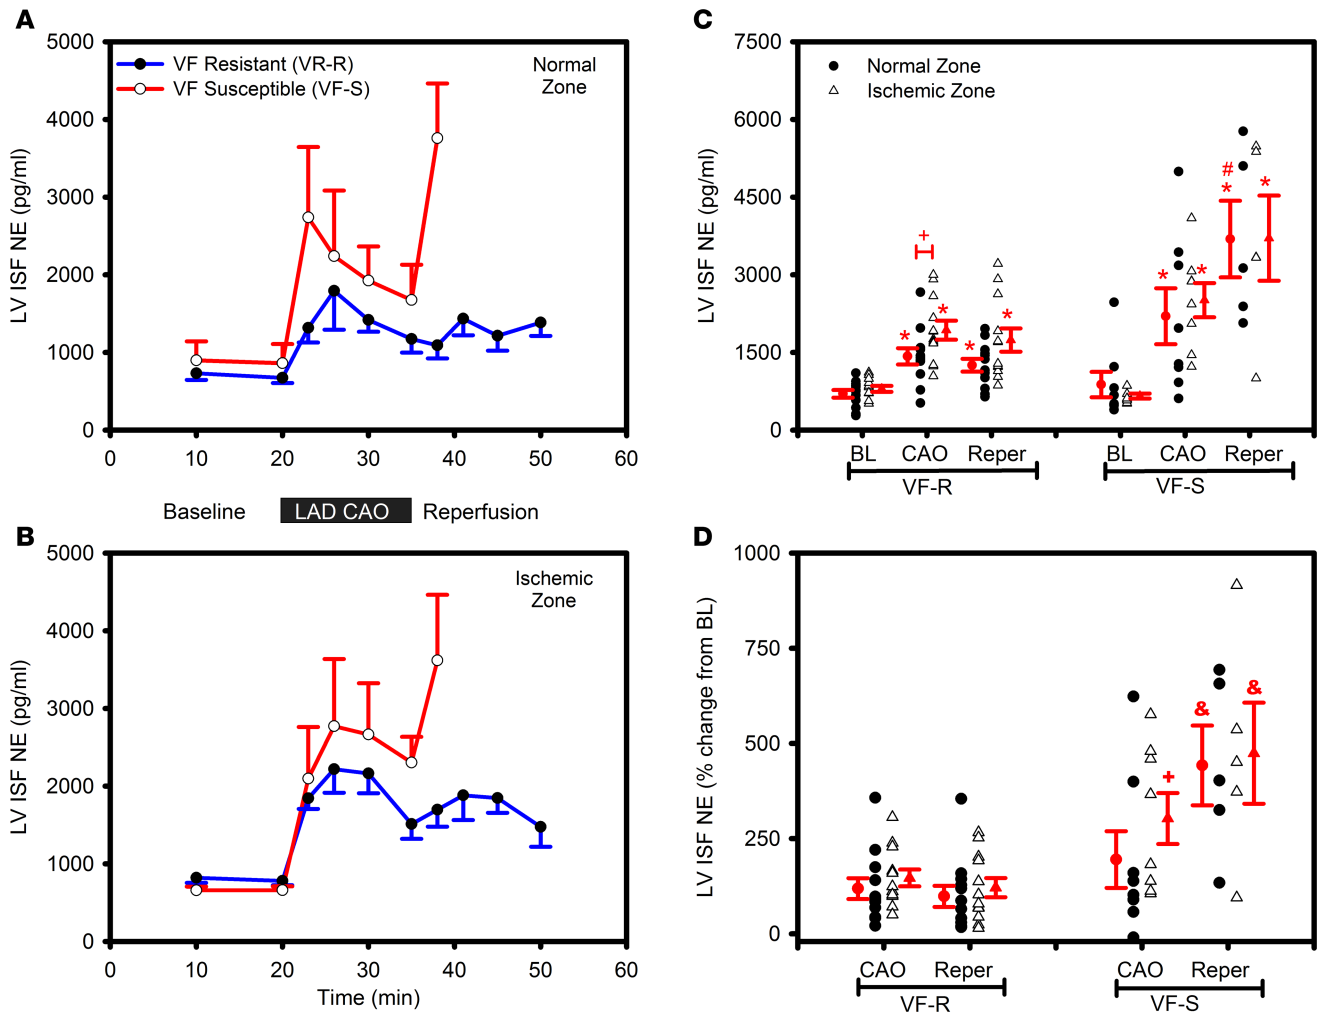 A
5000
4000
3000
2000
1000
0
LV ISF NE (pg/ml)
VF Resistant (VR-R)
VF Susceptible (VF-S)
Normal
Zone
0 10 20 30 40 50 60
Baseline LAD CAO Reperfusion
B
5000
4000
3000
2000
1000
0
LV ISF NE (pg/ml)
Ischemic
Zone
0 10 20 30 40 50 60
Time (min)
C
7500
6000
4500
3000
1500
0
LV ISF NE (pg/ml)
Normal Zone
Ischemic Zone
* + * * * * * # * *
BL CAO Reper BL CAO Reper
VF-R VF-S
D
1000
750
500
250
0
LV ISF NE (% change from BL)
+ & &
CAO Reper CAO Reper
VF-R VF-S